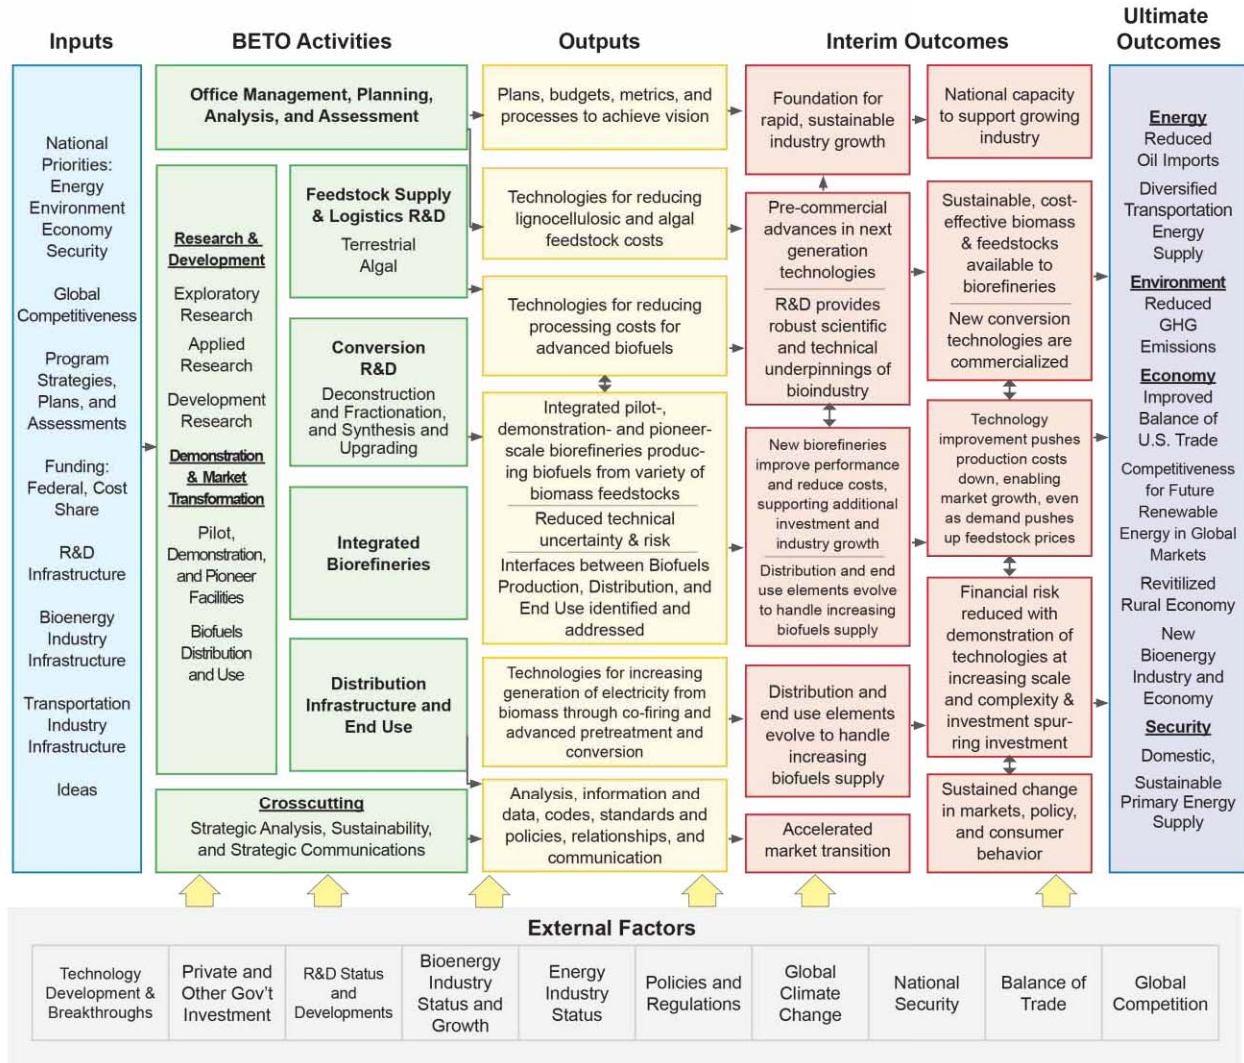 Inputs
BETO Activities
Outputs
Interim Outcomes
Ultimate
Outcomes
National
Priorities:
Energy
Environment
Economy
Security
Global
Competitiveness
Program
Strategies,
Plans, and
Assessments
Funding:
Federal, Cost
Share
R&D
Infrastructure
Bioenergy
Industry
Infrastructure
Transportation
Industry
Infrastructure
Ideas
Office Management, Planning,
Analysis, and Assessment
Research &
Development
Exploratory
Research
Applied
Research
Development
Research
Demonstration
& Market
Transformation
Pilot,
Demonstration,
and Pioneer
Facilities
Biofuels
Distribution
and Use
Feedstock Supply
& Logistics R&D
Terrestrial
Algal
Conversion
R&D
Deconstruction
and Fractionation,
and Synthesis and
Upgrading
Integrated
Biorefineries
Distribution
Infrastructure and
End Use
Crosscutting
Strategic Analysis, Sustainability,
and Strategic Communications
Plans, budgets, metrics, and
processes to achieve vision
Technologies for reducing
lignocellulosic and algal
feedstock costs
Technologies for reducing
processing costs for
advanced biofuels
Integrated pilot-,
demonstration- and pioneer-
scale biorefineries produc-
ing biofuels from variety of
biomass feedstocks
Reduced technical
uncertainty & risk
Interfaces between Biofuels
Production, Distribution, and
End Use identified and
addressed
Technologies for increasing
generation of electricity from
biomass through co-firing and
advanced pretreatment and
conversion
Analysis, information and
data, codes, standards and
policies, relationships, and
communication
Foundation for
rapid, sustainable
industry growth
Pre-commercial
advances in next
generation
technologies
R&D provides
robust scientific
and technical
underpinnings of
bioindustry
New biorefineries
improve performance
and reduce costs,
supporting additional
investment and
industry growth
Distribution and end
use elements evolve
to handle increasing
biofuels supply
Distribution and
end use elements
evolve to handle
increasing
biofuels supply
Accelerated
market transition
National capacity
to support growing
industry
Sustainable, cost-
effective biomass
& feedstocks
available to
biorefineries
New conversion
technologies are
commercialized
Technology
improvement pushes
production costs
down, enabling
market growth, even
as demand pushes
up feedstock prices
Financial risk
reduced with
demonstration of
technologies at
increasing scale
and complexity &
investment spur-
ring investment
Sustained change
in markets, policy,
and consumer
behavior
Energy
Reduced
Oil Imports
Diversified
Transportation
Energy
Supply
Environment
Reduced
GHG
Emissions
Economy
Improved
Balance of
U.S. Trade
Competitiveness
for Future
Renewable
Energy in Global
Markets
Revitilized
Rural Economy
New
Bioenergy
Industry and
Economy
Security
Domestic,
Sustainable
Primary Energy
Supply
External Factors
Technology
Development &
Breakthroughs
Private and
Other Gov't
Investment
R&D Status
and
Developments
Bioenergy
Industry
Status and
Growth
Energy
Industry
Status
Policies and
Regulations
Global
Climate
Change
National
Security
Balance of
Trade
Global
Competition